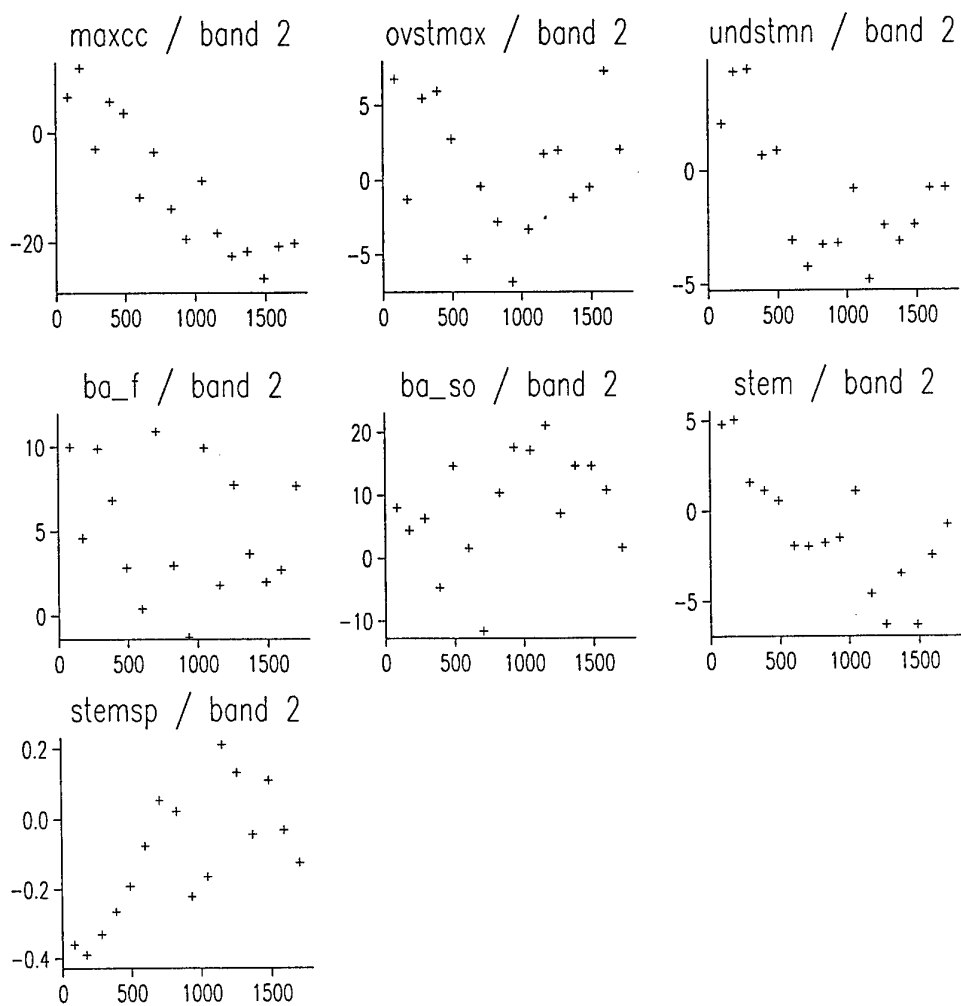 maxcc / band 2
ovstmax / band 2
undstmn / band 2
0
-20
0 500 1000 1500
5
0
-5
0 500 1000 1500
0
-5
0 500 1000 1500
ba_f / band 2
ba_so / band 2
stem / band 2
10
5
0
0 500 1000 1500
20
10
0
-10
0 500 1000 1500
5
0
-5
0 500 1000 1500
stemsp / band 2
0.2
0.0
-0.2
-0.4
0 500 1000 1500